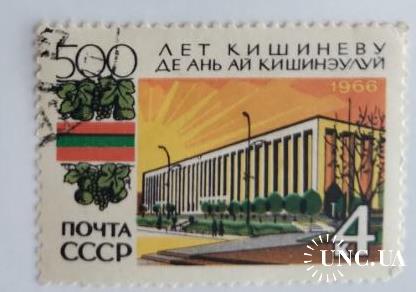 500 ЛЕТ КИШИНЕВУ
ДЕ АНЬ АЙ КИШИНЭУЛУЙ
1966
ПОЧТА
СССР
4
UNC.UA